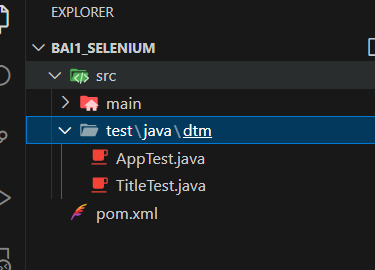 EXPLORER
BAI1_SELENIUM
src
main
test\java\dtm
AppTest.java
TitleTest.java
pom.xml